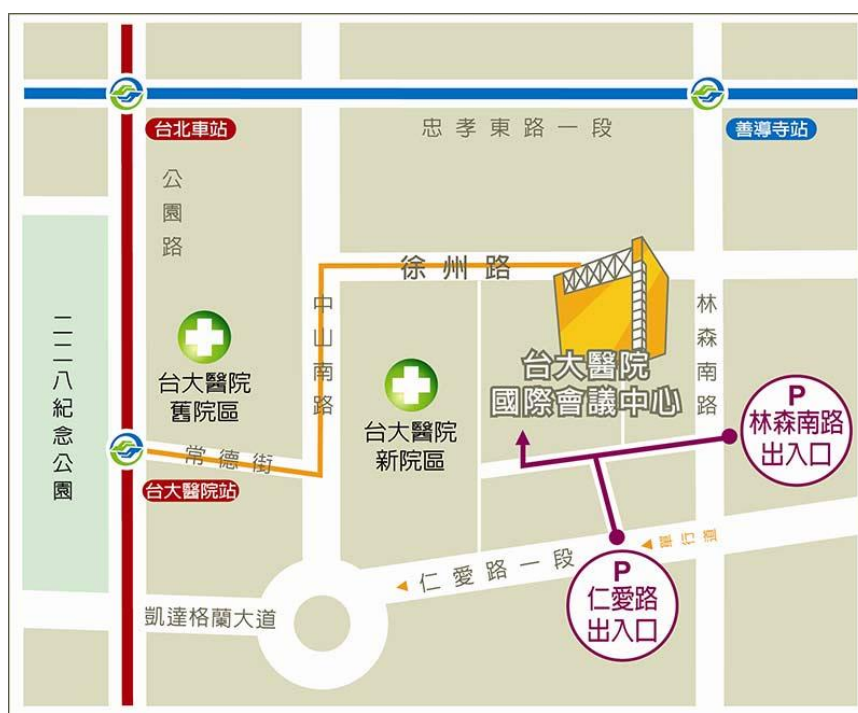 台北車站
忠孝東路一段
善導寺站
公園路
徐州路
中山南路
林森南路
二二八紀念公園
台大醫院
舊院區
台大醫院
國際會議中心
台大醫院
新院區
P
林森南路
出入口
常德街
台大醫院站
單行道
仁愛路一段
P
仁愛路
出入口
凱達格蘭大道